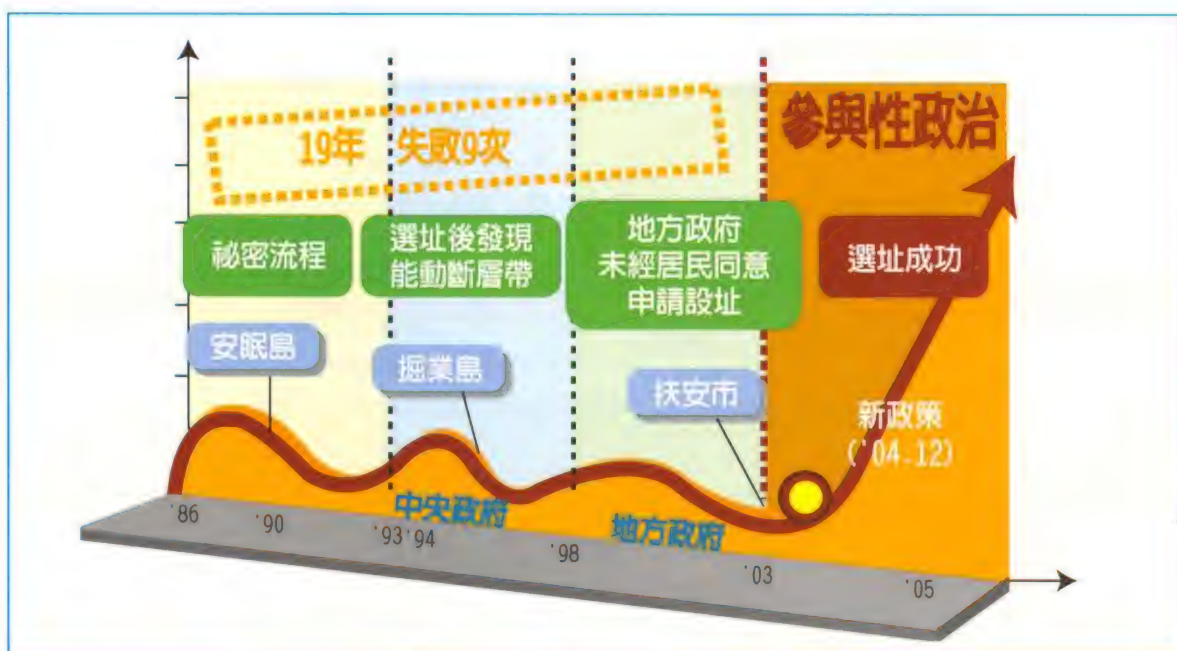 參與性政治
19年 失敗9次
祕密流程
選址後發現
能動斷層帶
地方政府
未經居民同意
申請設址
選址成功
安眠島
掘業島
扶安市
新政策
('04.12)
中央政府
地方政府
'86
'90
'93
'94
'98
'03
'05